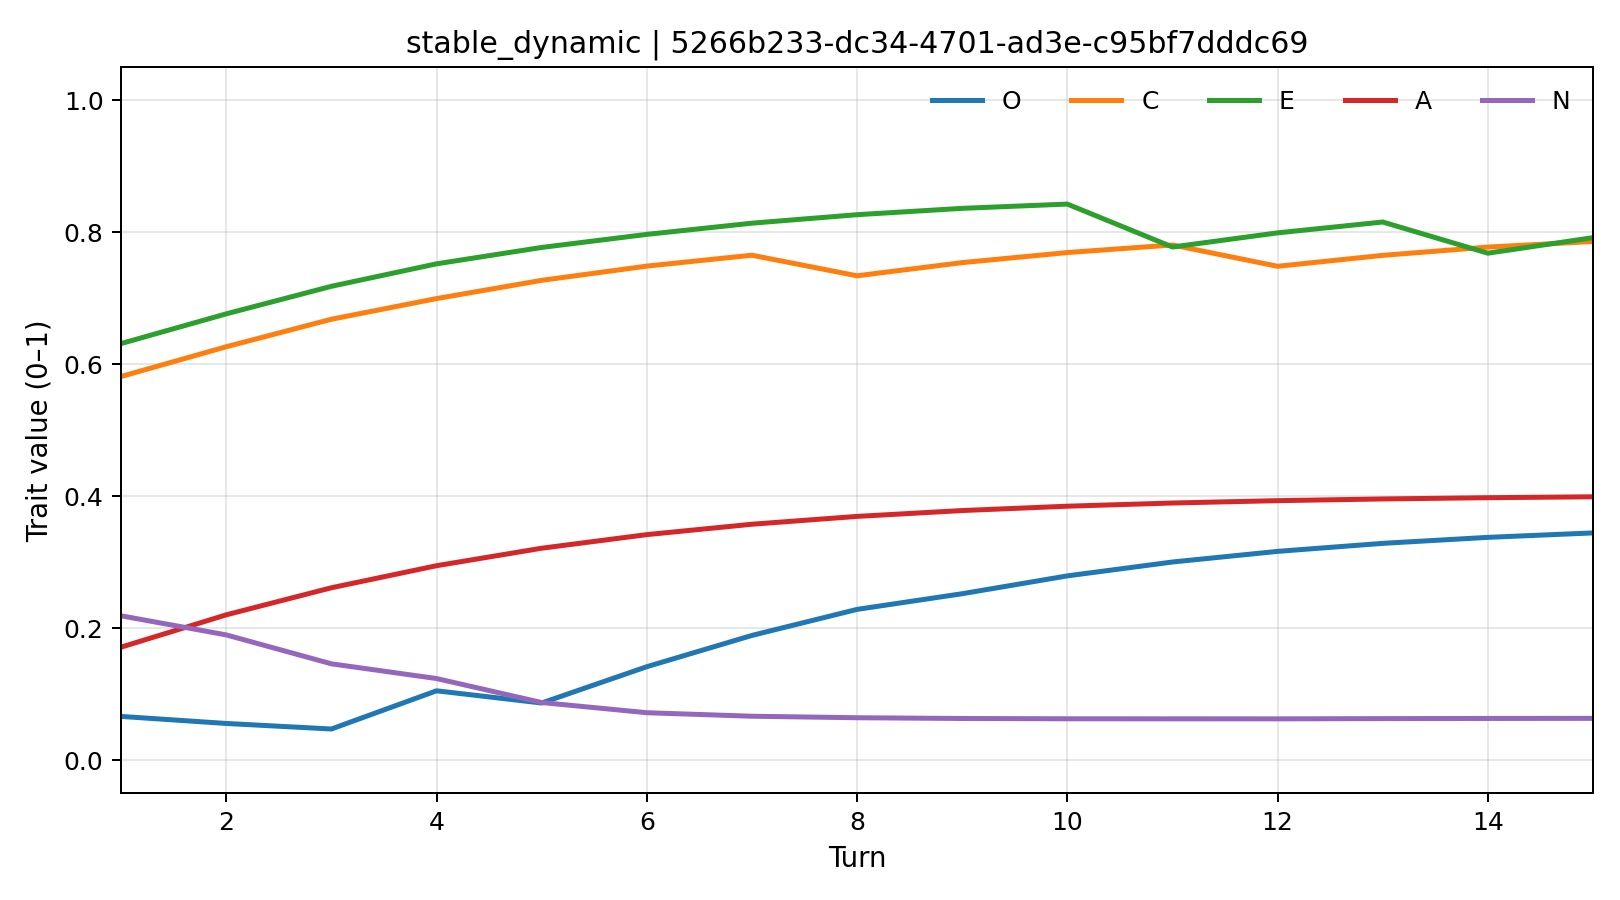 stable_dynamic | 5266b233-dc34-4701-ad3e-c95bf7dddc69
O C E A N
Trait value (0–1)
1.0
0.8
0.6
0.4
0.2
0.0
2 4 6 8 10 12 14
Turn